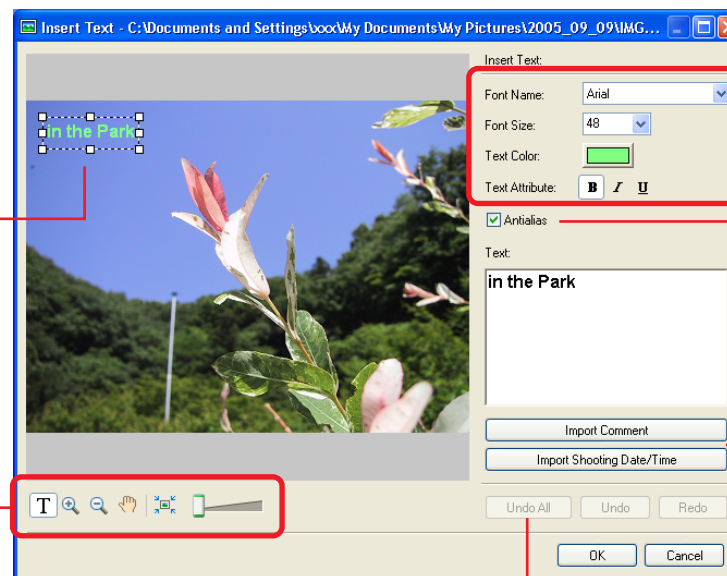 Insert Text - C:\Documents and Settings\xxx\My Documents\My Pictures\2005_09_09\IMG...
in the Park
Insert Text:
Font Name: Arial
Font Size: 48
Text Color:
Text Attribute: B I U
Antialias
Text:
in the Park
Import Comment
Import Shooting Date/Time
T
Undo All Undo Redo
OK Cancel